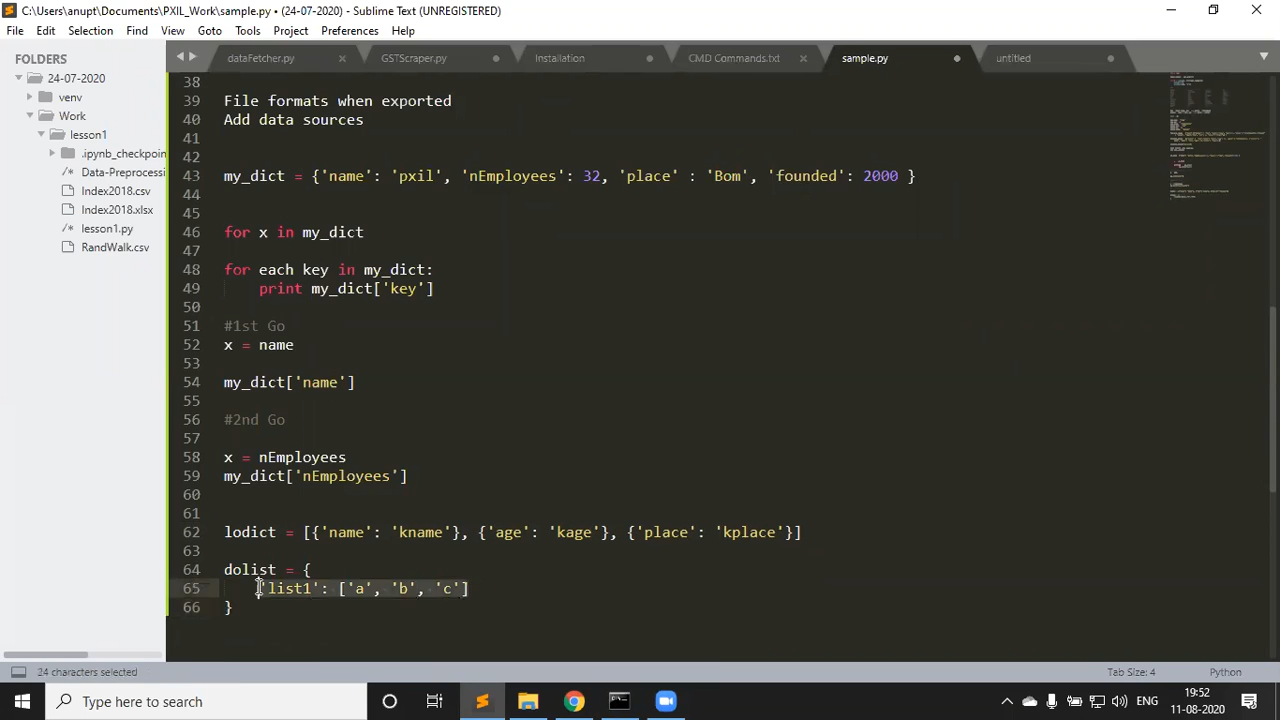 C:\Users\anupt\Documents\PXIL_Work\sample.py • (24-07-2020) - Sublime Text (UNREGISTERED)
File Edit Selection Find View Goto Tools Project Preferences Help
FOLDERS
24-07-2020
venv
Work
lesson1
.ipynb_checkpoin
/* Data-Preprocess
Index2018.csv
Index2018.xlsx
/* lesson1.py
RandWalk.csv
dataFetcher.py GSTScraper.py Installation CMD Commands.txt sample.py untitled
38
39 File formats when exported
40 Add data sources
41
42
43 my_dict = {'name': 'pxil', 'nEmployees': 32, 'place' : 'Bom', 'founded': 2000 }
44
45
46 for x in my_dict
47
48 for each key in my_dict:
49 print my_dict['key']
50
51 #1st Go
52 x = name
53
54 my_dict['name']
55
56 #2nd Go
57
58 x = nEmployees
59 my_dict['nEmployees']
60
61
62 lodict = [{'name': 'kname'}, {'age': 'kage'}, {'place': 'kplace'}]
63
64 dolist = {
65 'list1': ['a', 'b', 'c']
66 }
24 characters selected Tab Size: 4 Python
Type here to search
ENG
19:52
11-08-2020